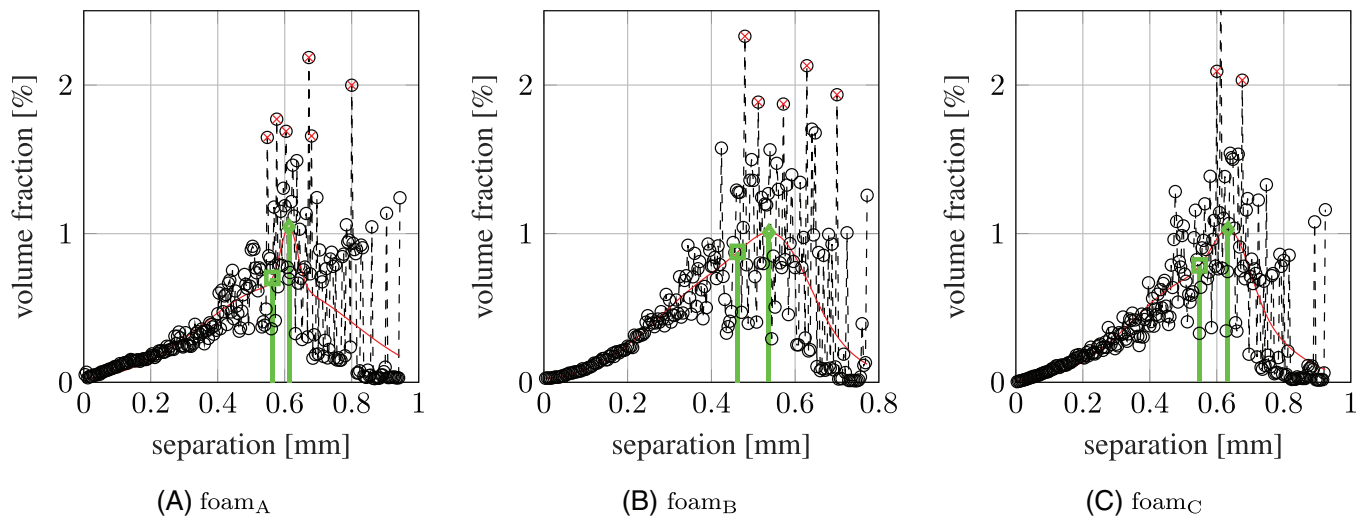 volume fraction [%]
2
1
0
0 0.2 0.4 0.6 0.8 1
separation [mm]
(A) foam_A
volume fraction [%]
2
1
0
0 0.2 0.4 0.6 0.8
separation [mm]
(B) foam_B
volume fraction [%]
2
1
0
0 0.2 0.4 0.6 0.8 1
separation [mm]
(C) foam_C